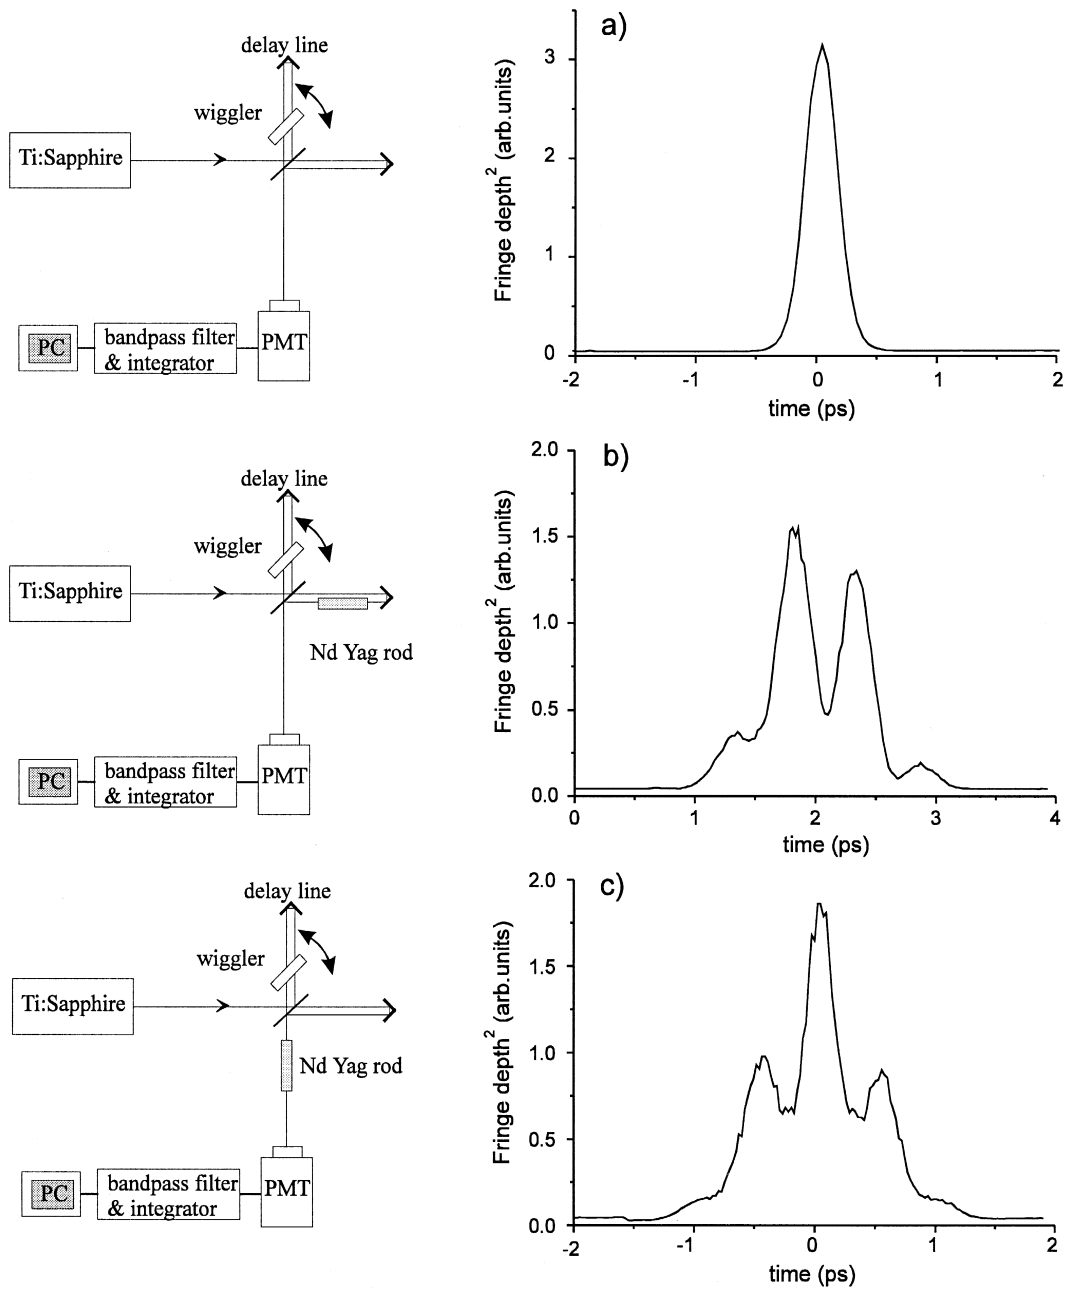 delay line
wiggler
Ti:Sapphire
PC
bandpass filter
& integrator
PMT
a)
Fringe depth² (arb.units)
3
2
1
0
-2 -1 0 1 2
time (ps)
delay line
wiggler
Ti:Sapphire
Nd Yag rod
PC
bandpass filter
& integrator
PMT
b)
Fringe depth² (arb.units)
2.0
1.5
1.0
0.5
0.0
0 1 2 3 4
time (ps)
delay line
wiggler
Ti:Sapphire
Nd Yag rod
PC
bandpass filter
& integrator
PMT
c)
Fringe depth² (arb.units)
2.0
1.5
1.0
0.5
0.0
-2 -1 0 1 2
time (ps)